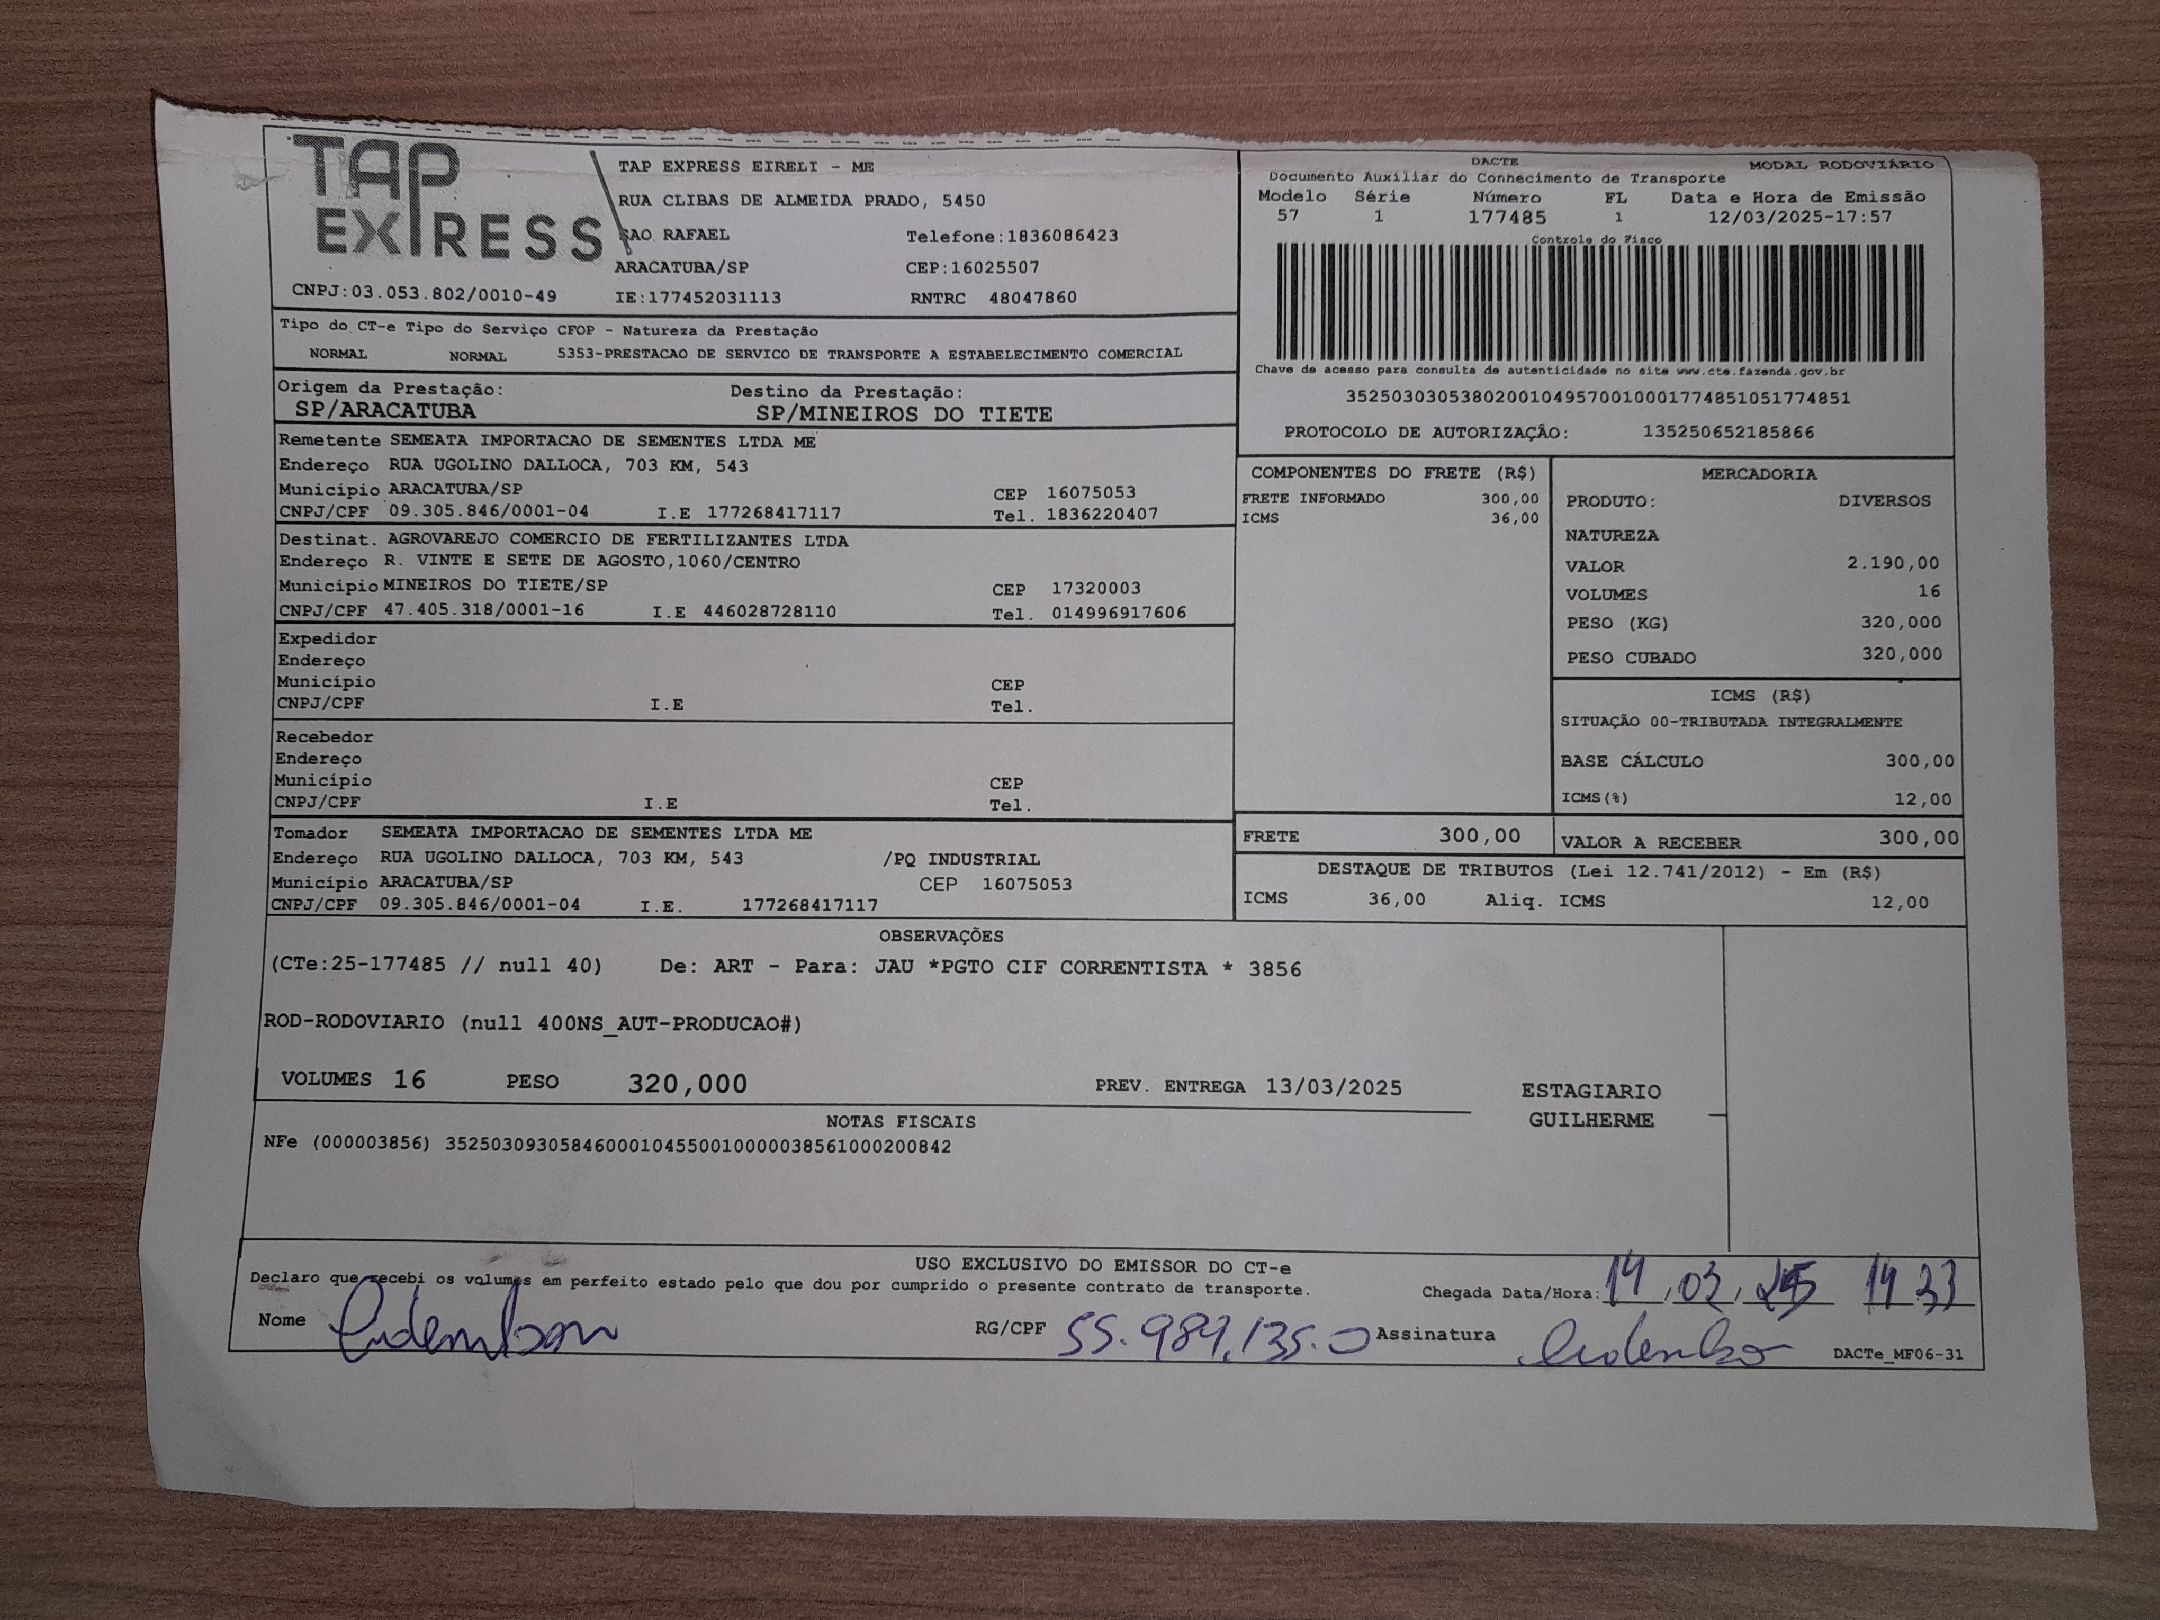 TAP
EXPRESS
TAP EXPRESS EIRELI - ME
RUA CLIBAS DE ALMEIDA PRADO, 5450
SAO RAFAEL Telefone:1836086423
ARACATUBA/SP CEP:16025507
CNPJ:03.053.802/0010-49 IE:177452031113 RNTRC 48047860
DACTE MODAL RODOVIÁRIO
Documento Auxiliar do Conhecimento de Transporte
Modelo Série Número FL Data e Hora de Emissão
57 1 177485 1 12/03/2025-17:57
Controle do Fisco
Chave de acesso para consulta de autenticidade no site www.cte.fazenda.gov.br
35250303053802001049570010001774851051774851
PROTOCOLO DE AUTORIZAÇÃO: 135250652185866
Tipo do CT-e Tipo do Serviço CFOP - Natureza da Prestação
NORMAL NORMAL 5353-PRESTACAO DE SERVICO DE TRANSPORTE A ESTABELECIMENTO COMERCIAL
Origem da Prestação: Destino da Prestação:
SP/ARACATUBA SP/MINEIROS DO TIETE
Remetente SEMEATA IMPORTACAO DE SEMENTES LTDA ME
Endereço RUA UGOLINO DALLOCA, 703 KM, 543
Município ARACATUBA/SP CEP 16075053
CNPJ/CPF 09.305.846/0001-04 I.E 177268417117 Tel. 1836220407
Destinat. AGROVAREJO COMERCIO DE FERTILIZANTES LTDA
Endereço R. VINTE E SETE DE AGOSTO,1060/CENTRO
Município MINEIROS DO TIETE/SP CEP 17320003
CNPJ/CPF 47.405.318/0001-16 I.E 446028728110 Tel. 014996917606
Expedidor
Endereço
Município CEP
CNPJ/CPF I.E Tel.
Recebedor
Endereço
Município CEP
CNPJ/CPF I.E Tel.
Tomador SEMEATA IMPORTACAO DE SEMENTES LTDA ME
Endereço RUA UGOLINO DALLOCA, 703 KM, 543 /PQ INDUSTRIAL
Município ARACATUBA/SP CEP 16075053
CNPJ/CPF 09.305.846/0001-04 I.E. 177268417117
COMPONENTES DO FRETE (R$)
FRETE INFORMADO 300,00
ICMS 36,00
MERCADORIA
PRODUTO: DIVERSOS
NATUREZA
VALOR 2.190,00
VOLUMES 16
PESO (KG) 320,000
PESO CUBADO 320,000
ICMS (R$)
SITUAÇÃO 00-TRIBUTADA INTEGRALMENTE
BASE CÁLCULO 300,00
ICMS(%) 12,00
FRETE 300,00 VALOR A RECEBER 300,00
DESTAQUE DE TRIBUTOS (Lei 12.741/2012) - Em (R$)
ICMS 36,00 Aliq. ICMS 12,00
OBSERVAÇÕES
(CTe:25-177485 // null 40) De: ART - Para: JAU *PGTO CIF CORRENTISTA * 3856
ROD-RODOVIARIO (null 400NS_AUT-PRODUCAO#)
VOLUMES 16 PESO 320,000 PREV. ENTREGA 13/03/2025
ESTAGIARIO
GUILHERME
NOTAS FISCAIS
NFe (000003856) 35250309305846000104550010000038561000200842
USO EXCLUSIVO DO EMISSOR DO CT-e
Declaro que recebi os volumes em perfeito estado pelo que dou por cumprido o presente contrato de transporte.
Chegada Data/Hora: 14 03
Nome RG/CPF 55.989.135.0 Assinatura
DACTe_MF06-31